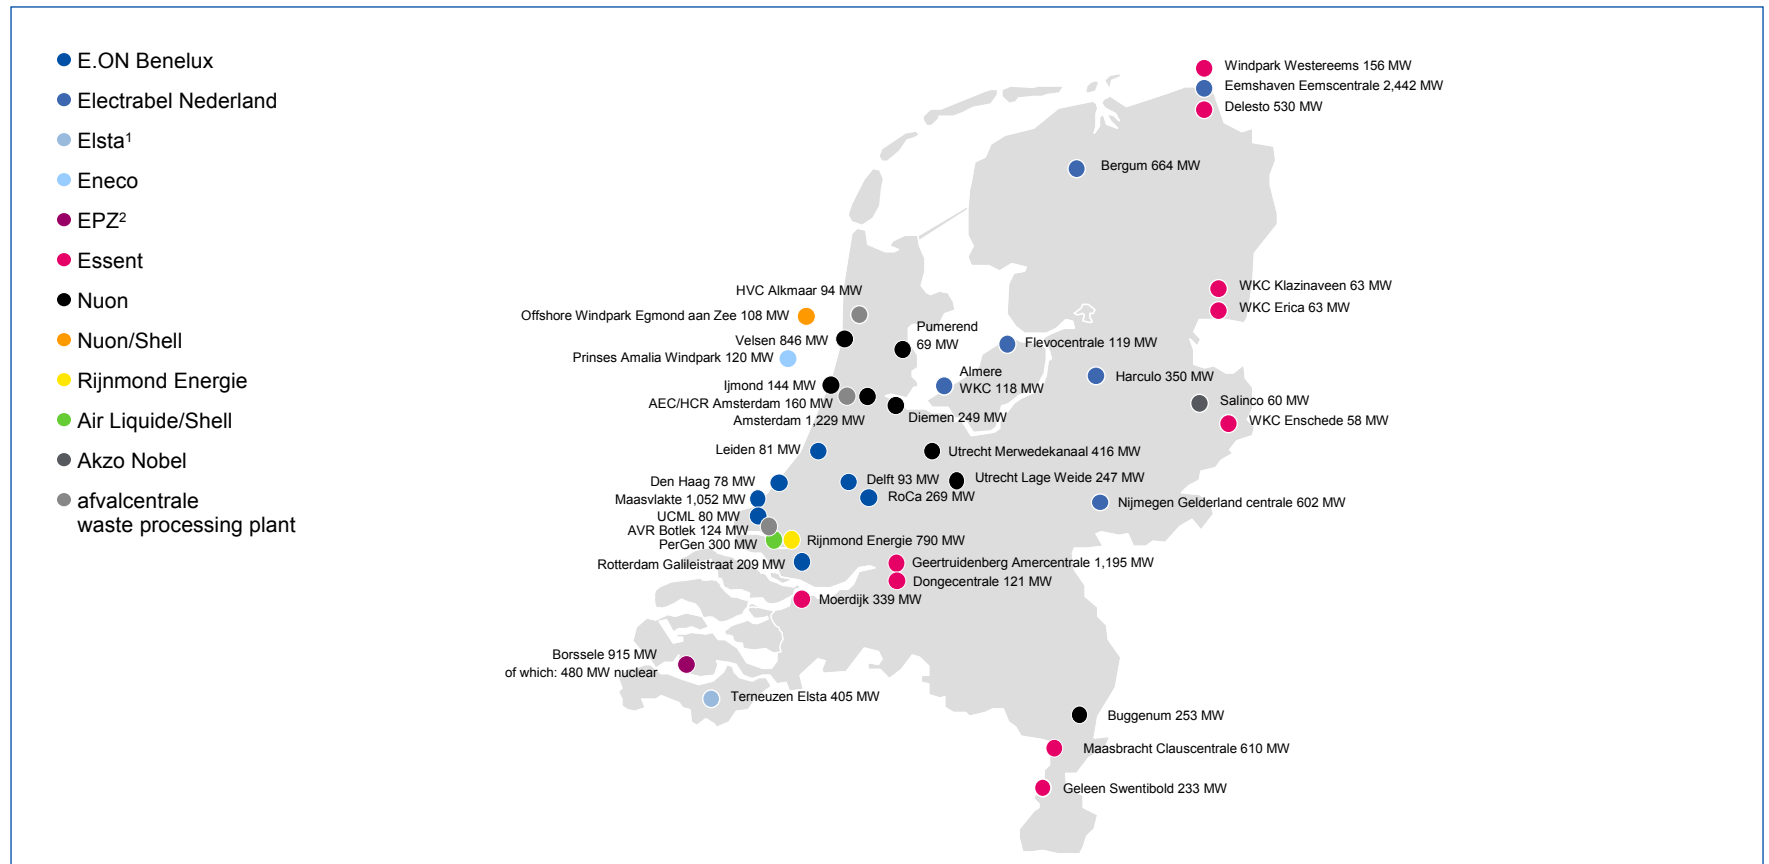 E.ON Benelux
Electrabel Nederland
Elsta¹
Eneco
EPZ²
Essent
Nuon
Nuon/Shell
Rijnmond Energie
Air Liquide/Shell
Akzo Nobel
afvalcentrale
waste processing plant
Windpark Westereems 156 MW
Eemshaven Eemscentrale 2,442 MW
Delesto 530 MW
Bergum 664 MW
WKC Klazinaveen 63 MW
WKC Erica 63 MW
HVC Alkmaar 94 MW
Offshore Windpark Egmond aan Zee 108 MW
Velsen 846 MW
Pumerend
69 MW
Prinses Amalia Windpark 120 MW
Flevocentrale 119 MW
Almere
WKC 118 MW
Harculo 350 MW
Ijmond 144 MW
AEC/HCR Amsterdam 160 MW
Amsterdam 1,229 MW
Diemen 249 MW
Salinco 60 MW
WKC Enschede 58 MW
Leiden 81 MW
Utrecht Merwedekanaal 416 MW
Den Haag 78 MW
Delft 93 MW
Utrecht Lage Weide 247 MW
Maasvlakte 1,052 MW
RoCa 269 MW
Nijmegen Gelderland centrale 602 MW
UCML 80 MW
AVR Botlek 124 MW
PerGen 300 MW
Rijnmond Energie 790 MW
Rotterdam Galileistraat 209 MW
Geertruidenberg Amercentrale 1,195 MW
Dongecentrale 121 MW
Moerdijk 339 MW
Borssele 915 MW
of which: 480 MW nuclear
Terneuzen Elsta 405 MW
Buggenum 253 MW
Maasbracht Clauscentrale 610 MW
Geleen Swentibold 233 MW